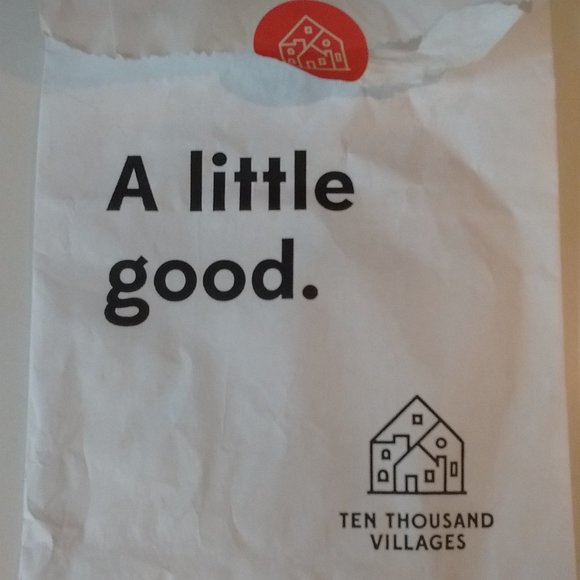 A little
good.
TEN THOUSAND
VILLAGES